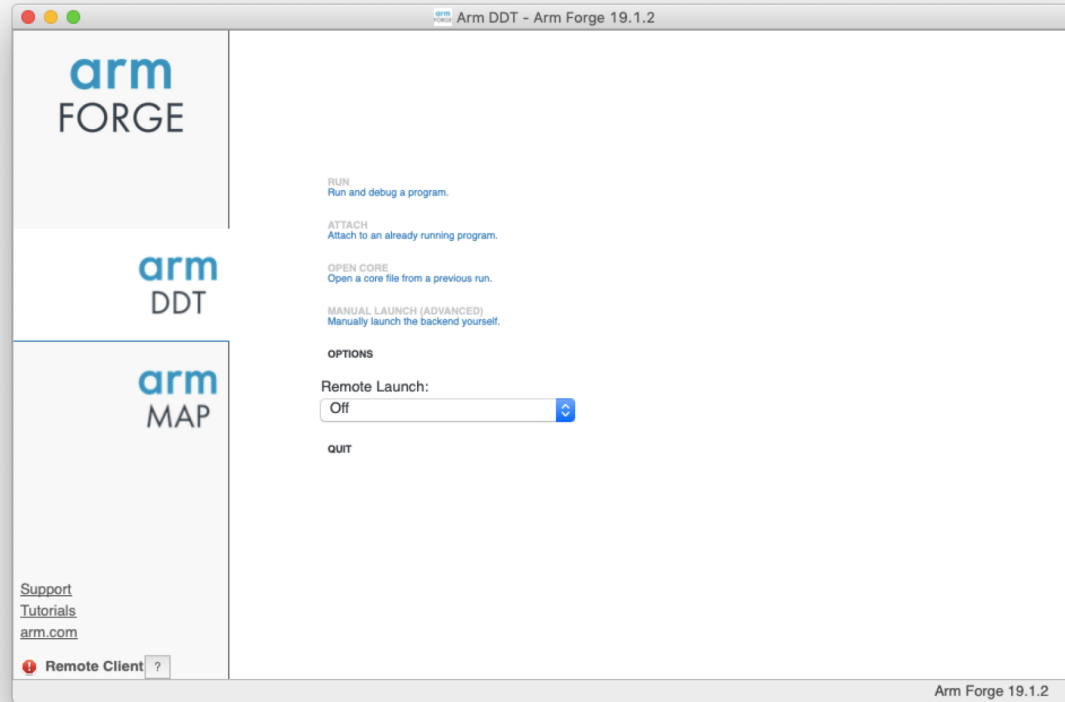 Arm DDT - Arm Forge 19.1.2
arm
FORGE
arm
DDT
arm
MAP
Support
Tutorials
arm.com
Remote Client ?
RUN
Run and debug a program.
ATTACH
Attach to an already running program.
OPEN CORE
Open a core file from a previous run.
MANUAL LAUNCH (ADVANCED)
Manually launch the backend yourself.
OPTIONS
Remote Launch:
Off
QUIT
Arm Forge 19.1.2